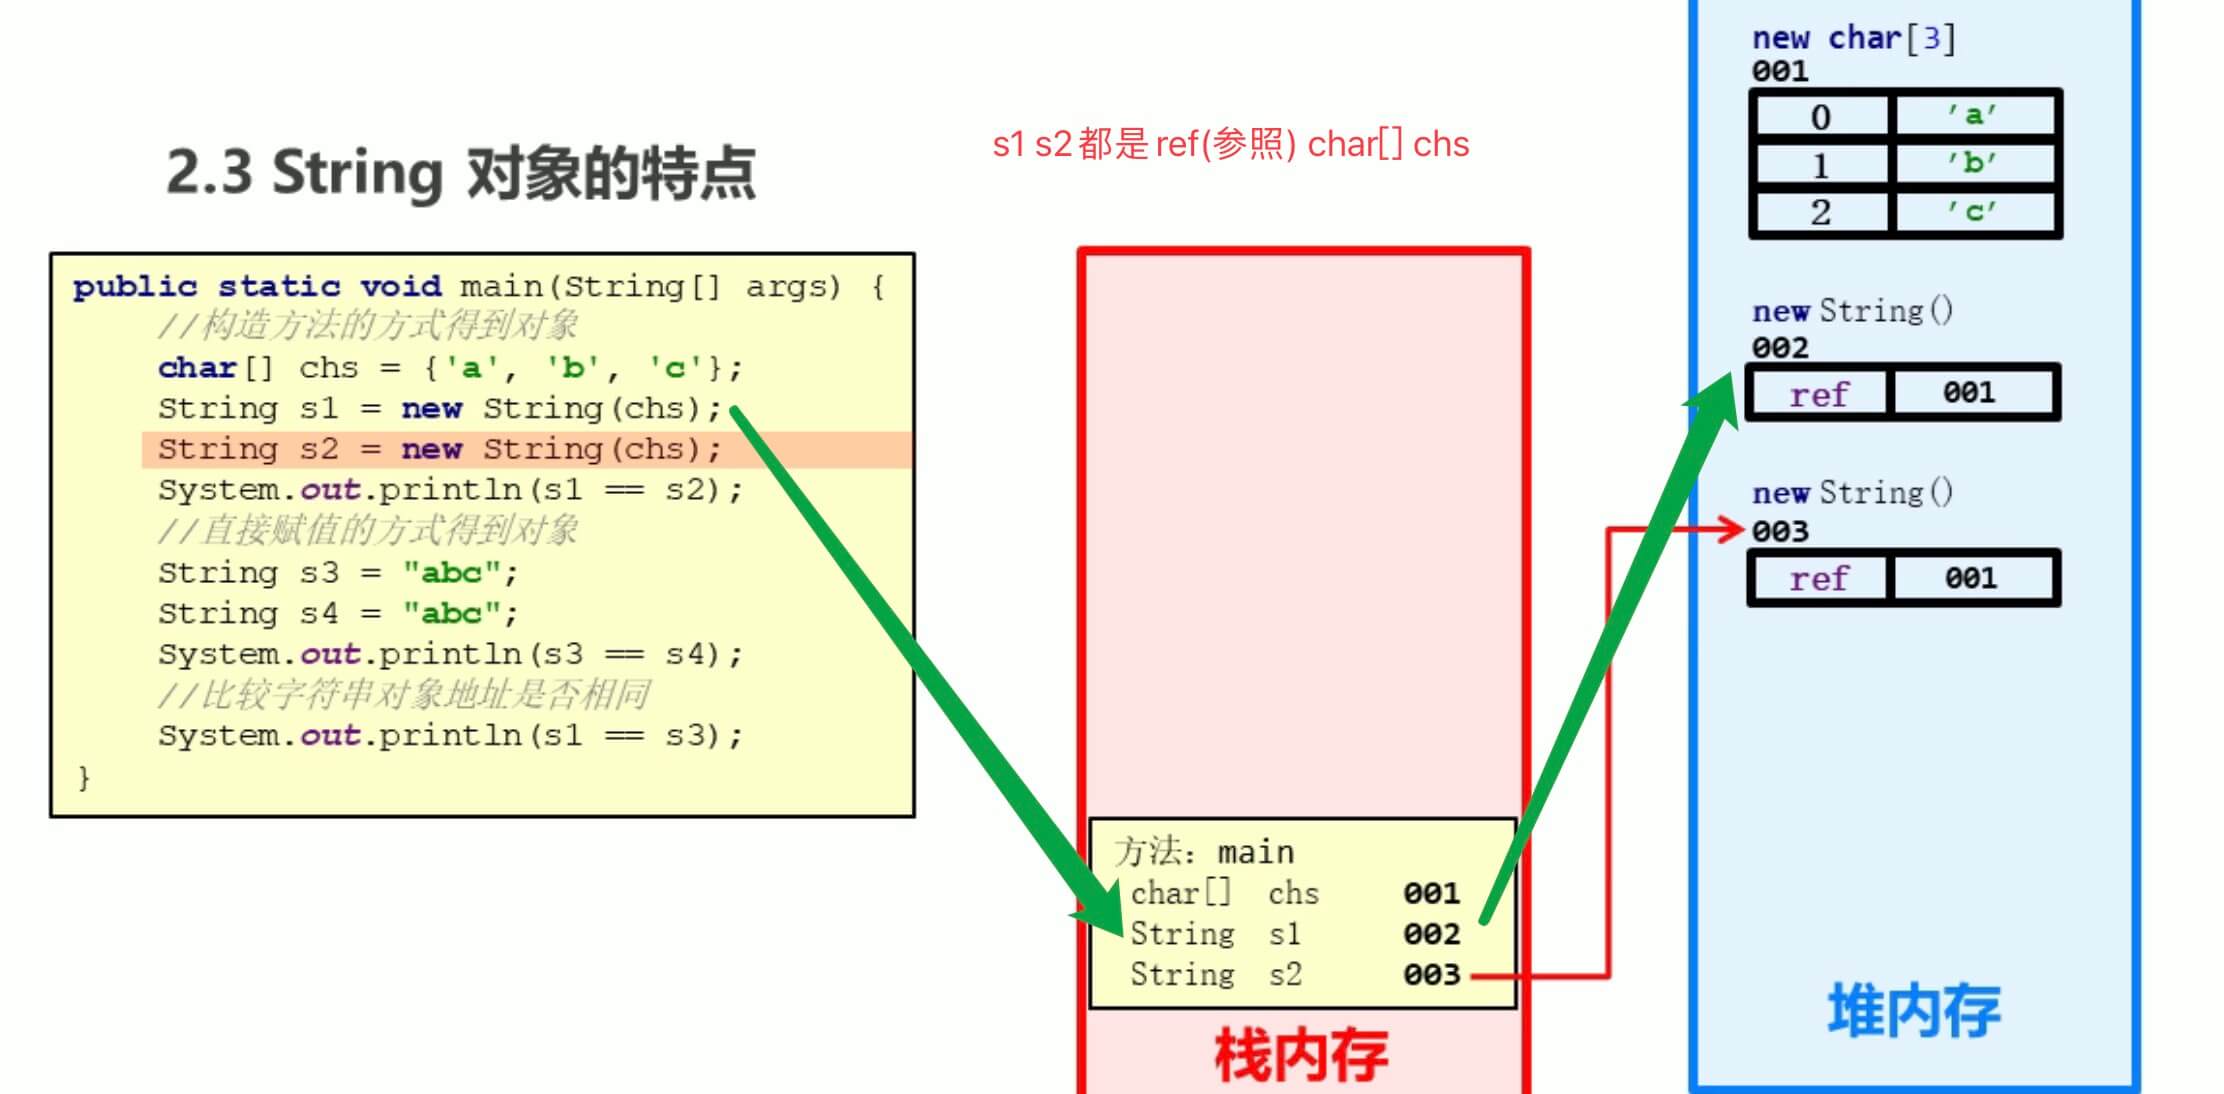 2.3 String 对象的特点
s1 s2都是ref(参照) char[] chs
public static void main(String[] args) {
//构造方法的方式得到对象
char[] chs = {'a', 'b', 'c'};
String s1 = new String(chs);
String s2 = new String(chs);
System.out.println(s1 == s2);
//直接赋值的方式得到对象
String s3 = "abc";
String s4 = "abc";
System.out.println(s3 == s4);
//比较字符串对象地址是否相同
System.out.println(s1 == s3);
}
方法: main
char[] chs 001
String s1 002
String s2 003
栈内存
new char[3]
001
0 'a'
1 'b'
2 'c'
new String()
002
ref 001
new String()
003
ref 001
堆内存